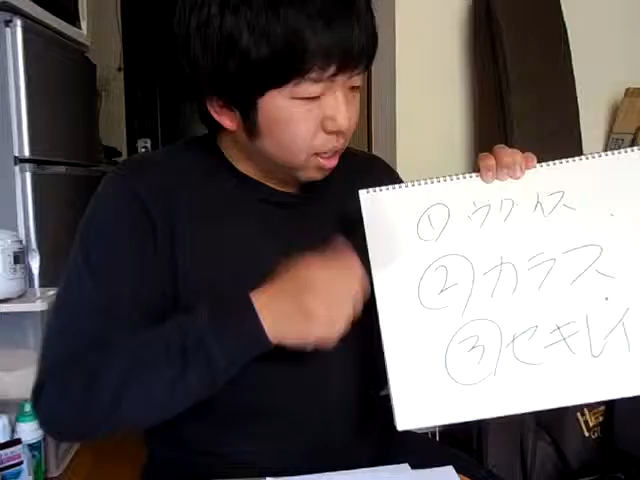 ① ウグイス
② カラス
③ セキレイ